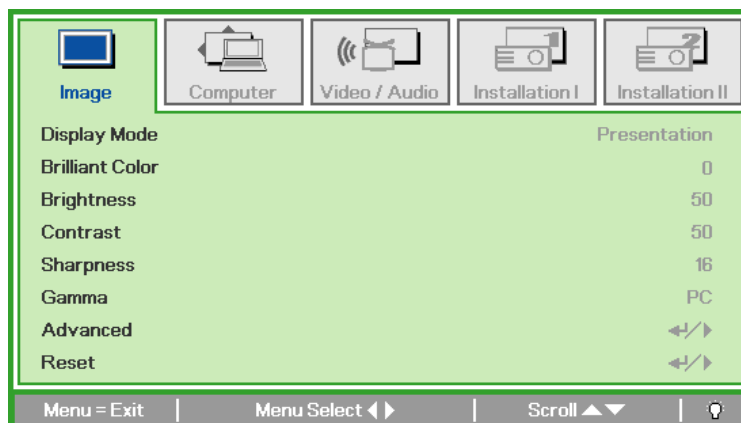 Image Computer Video / Audio Installation I Installation II
Display Mode Presentation
Brilliant Color 0
Brightness 50
Contrast 50
Sharpness 16
Gamma PC
Advanced ↵/▶
Reset ↵/▶
Menu = Exit Menu Select ◀▶ Scroll ▲▼